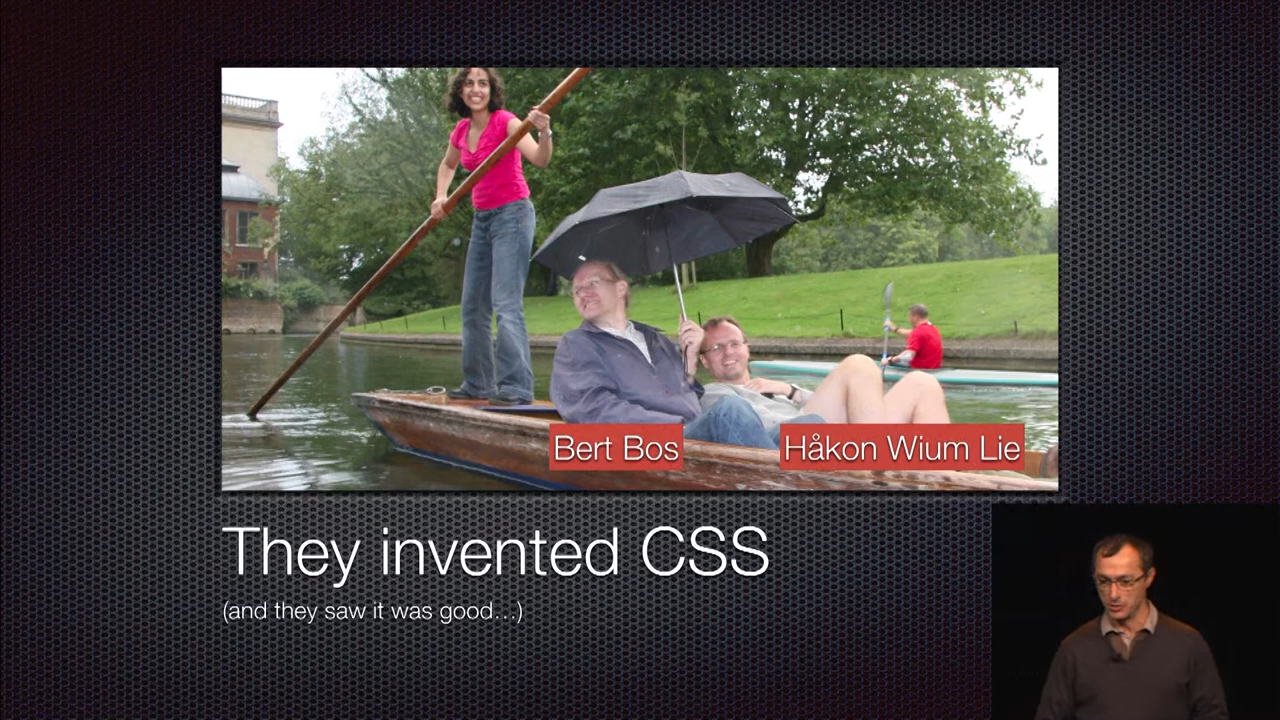 Bert Bos
Håkon Wium Lie
They invented CSS
(and they saw it was good…)